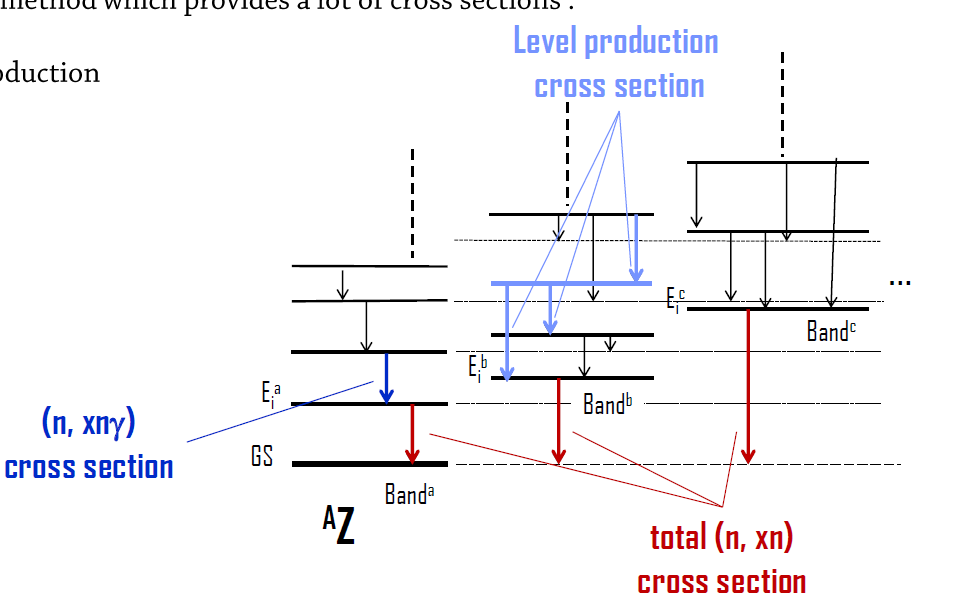 method which provides a lot of cross sections .
Level production
cross section
oduction
E_i^c
...
Band^c
E_i^b
E_i^a
Band^b
(n, xnγ)
cross section
GS
Band^a
^AZ
total (n, xn)
cross section